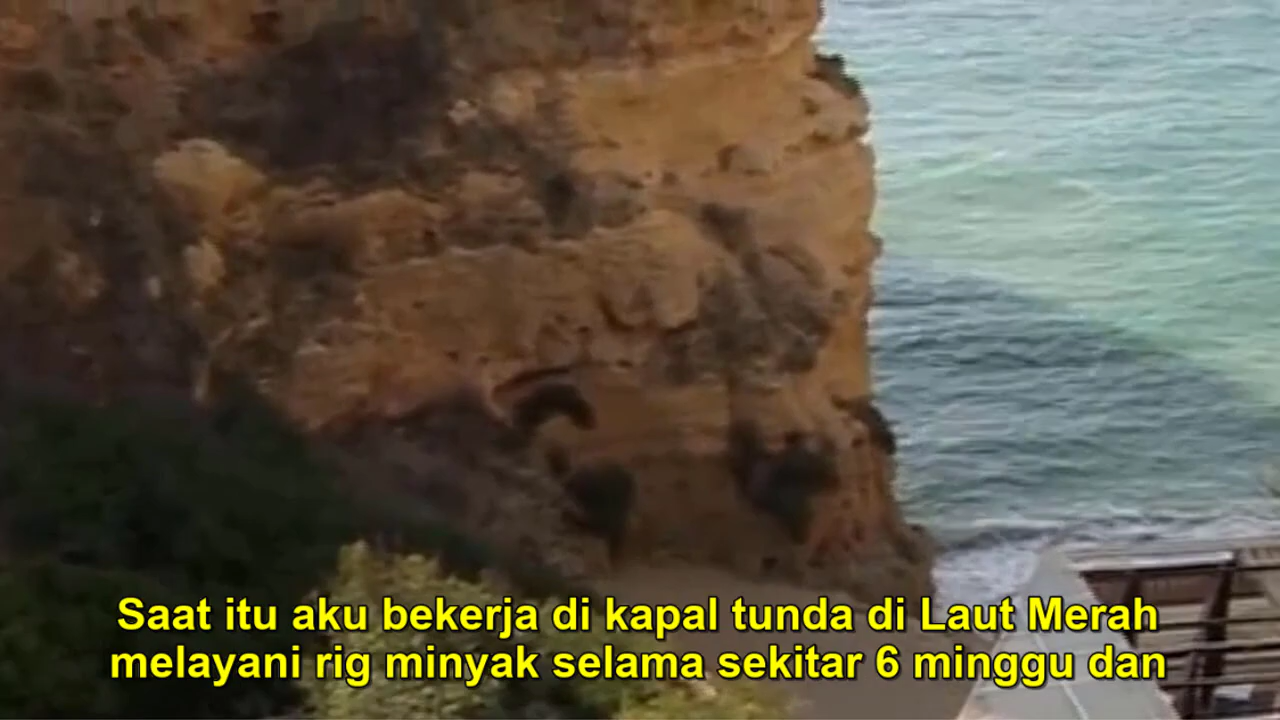 Saat itu aku bekerja di kapal tunda di Laut Merah
melayani rig minyak selama sekitar 6 minggu dan